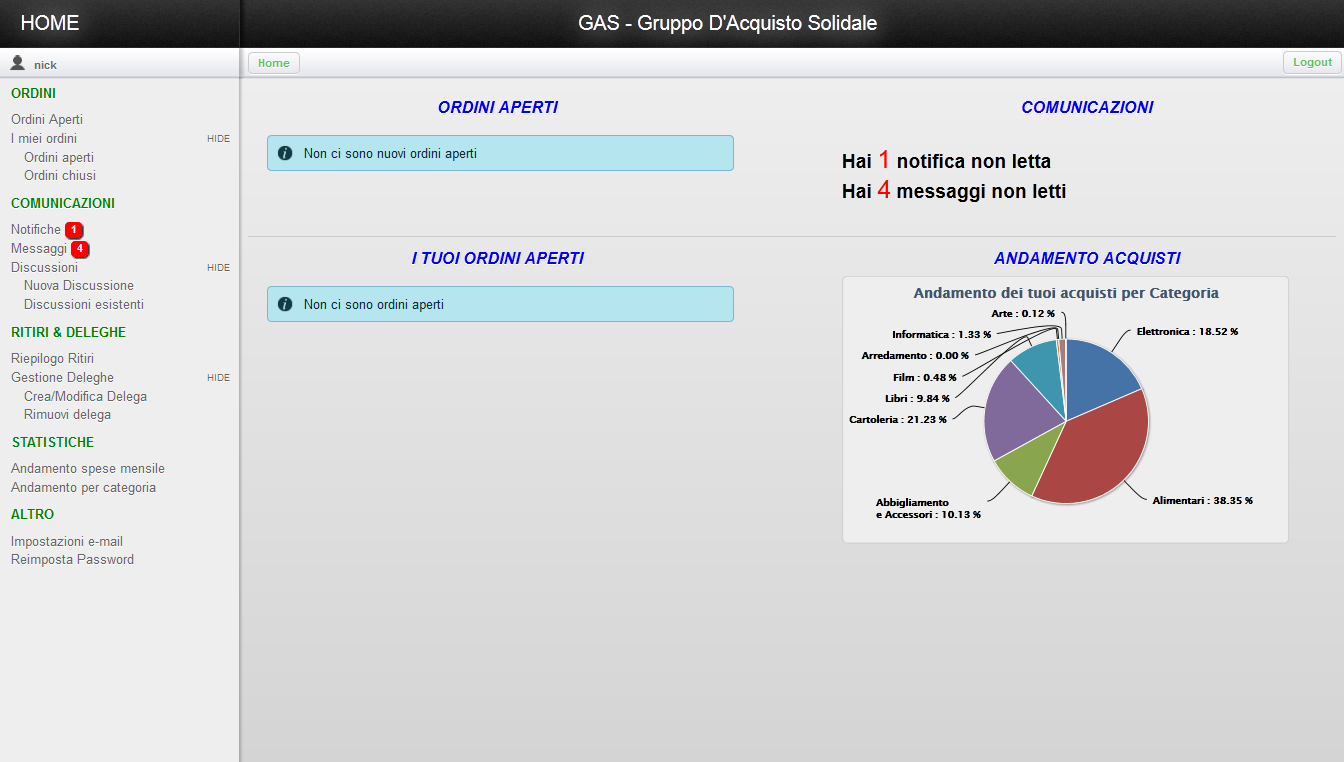 HOME
GAS - Gruppo D'Acquisto Solidale
nick
Home
Logout
ORDINI
Ordini Aperti
I miei ordini HIDE
Ordini aperti
Ordini chiusi
COMUNICAZIONI
Notifiche 1
Messaggi 4
Discussioni HIDE
Nuova Discussione
Discussioni esistenti
RITIRI & DELEGHE
Riepilogo Ritiri
Gestione Deleghe HIDE
Crea/Modifica Delega
Rimuovi delega
STATISTICHE
Andamento spese mensile
Andamento per categoria
ALTRO
Impostazioni e-mail
Reimposta Password
ORDINI APERTI
Non ci sono nuovi ordini aperti
COMUNICAZIONI
Hai 1 notifica non letta
Hai 4 messaggi non letti
I TUOI ORDINI APERTI
Non ci sono ordini aperti
ANDAMENTO ACQUISTI
Andamento dei tuoi acquisti per Categoria
Arte : 0.12 %
Elettronica : 18.52 %
Informatica : 1.33 %
Arredamento : 0.00 %
Film : 0.48 %
Libri : 9.84 %
Cartoleria : 21.23 %
Alimentari : 38.35 %
Abbigliamento
e Accessori : 10.13 %